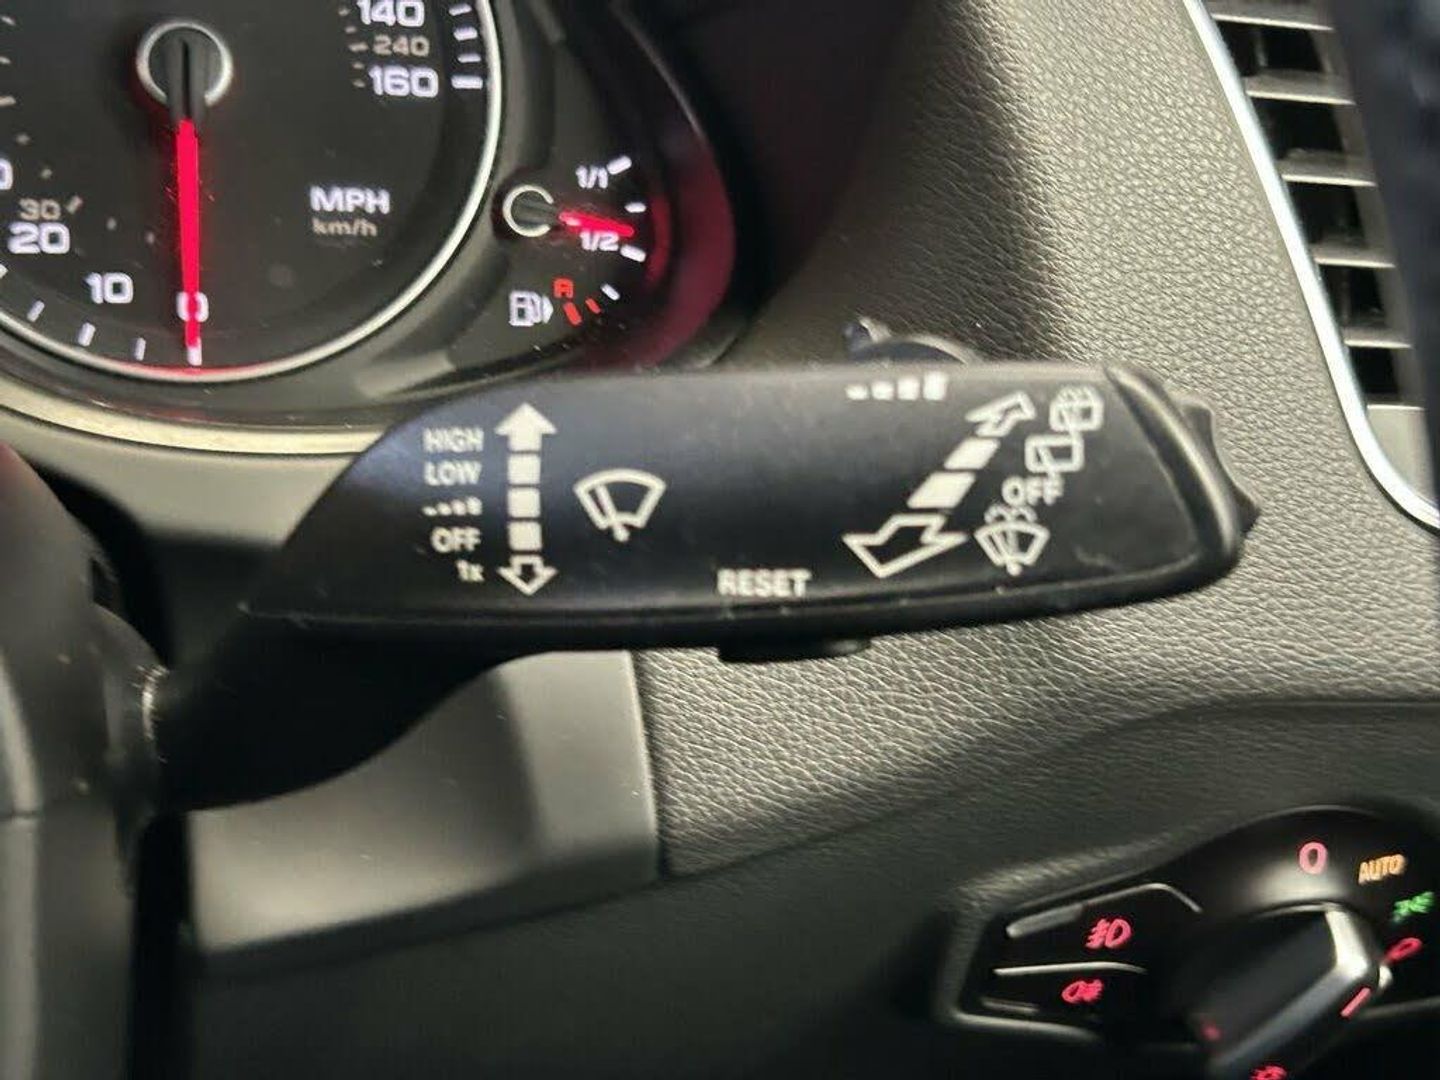 140
240
160
MPH
km/h
30
20
10
0
1/1
1/2
R
HIGH
LOW
OFF
1x
OFF
RESET
0
AUTO